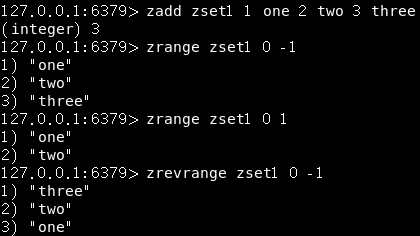 127.0.0.1:6379> zadd zset1 1 one 2 two 3 three
(integer) 3
127.0.0.1:6379> zrange zset1 0 -1
1) "one"
2) "two"
3) "three"
127.0.0.1:6379> zrange zset1 0 1
1) "one"
2) "two"
127.0.0.1:6379> zrevrange zset1 0 -1
1) "three"
2) "two"
3) "one"